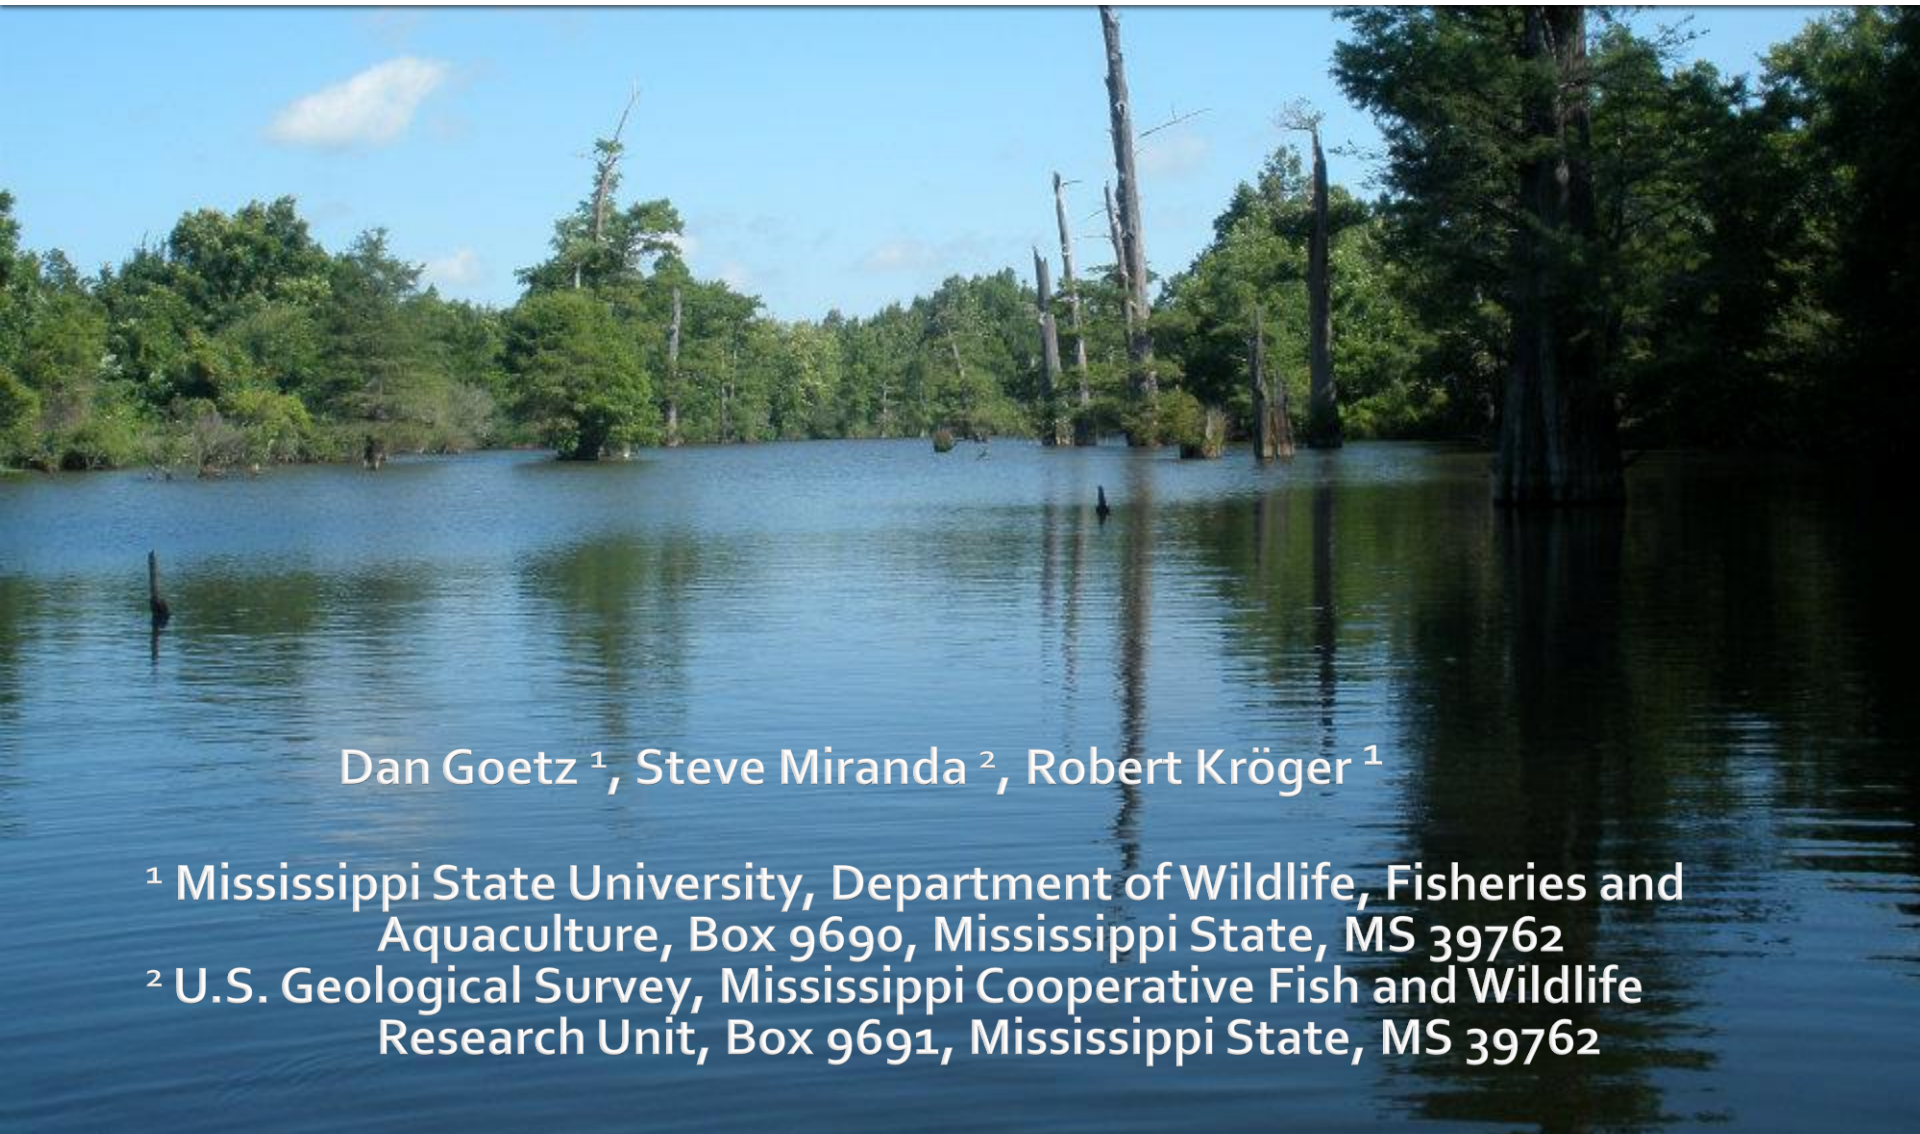 Dan Goetz ¹, Steve Miranda ², Robert Kröger ¹
¹ Mississippi State University, Department of Wildlife, Fisheries and
Aquaculture, Box 9690, Mississippi State, MS 39762
² U.S. Geological Survey, Mississippi Cooperative Fish and Wildlife
Research Unit, Box 9691, Mississippi State, MS 39762